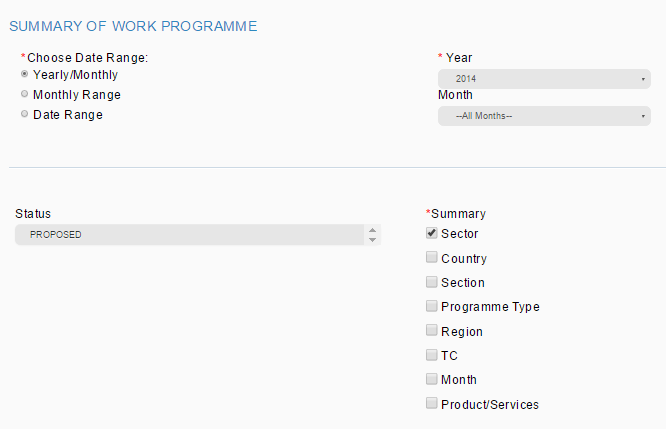 SUMMARY OF WORK PROGRAMME
*Choose Date Range:
Yearly/Monthly
Monthly Range
Date Range
* Year
2014
Month
--All Months--
Status
PROPOSED
*Summary
Sector
Country
Section
Programme Type
Region
TC
Month
Product/Services